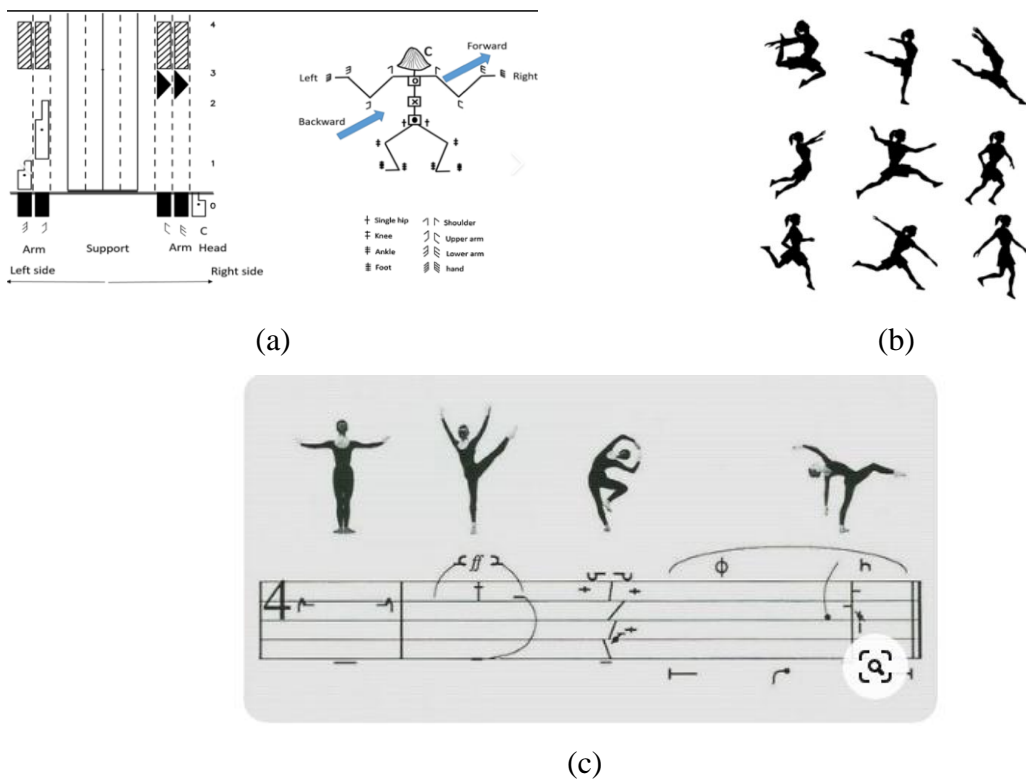 4
3
2
1
0
C
Arm
Support
Arm
Head
Left side
Right side
C
Forward
Left
Right
Backward
Single hip
Shoulder
Knee
Upper arm
Ankle
Lower arm
Foot
hand
(a)
(b)
ff
4
(c)